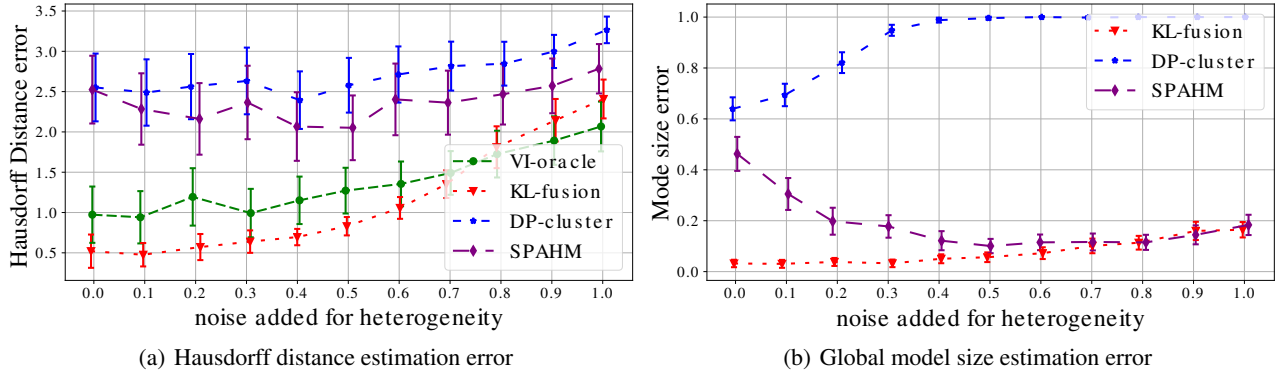 Hausdorff Distance error
3.5
3.0
2.5
2.0
1.5
1.0
0.5
VI-oracle
KL-fusion
DP-cluster
SPAHM
0.0 0.1 0.2 0.3 0.4 0.5 0.6 0.7 0.8 0.9 1.0
noise added for heterogeneity
(a) Hausdorff distance estimation error
Mode size error
1.0
0.8
0.6
0.4
0.2
0.0
KL-fusion
DP-cluster
SPAHM
0.0 0.1 0.2 0.3 0.4 0.5 0.6 0.7 0.8 0.9 1.0
noise added for heterogeneity
(b) Global model size estimation error